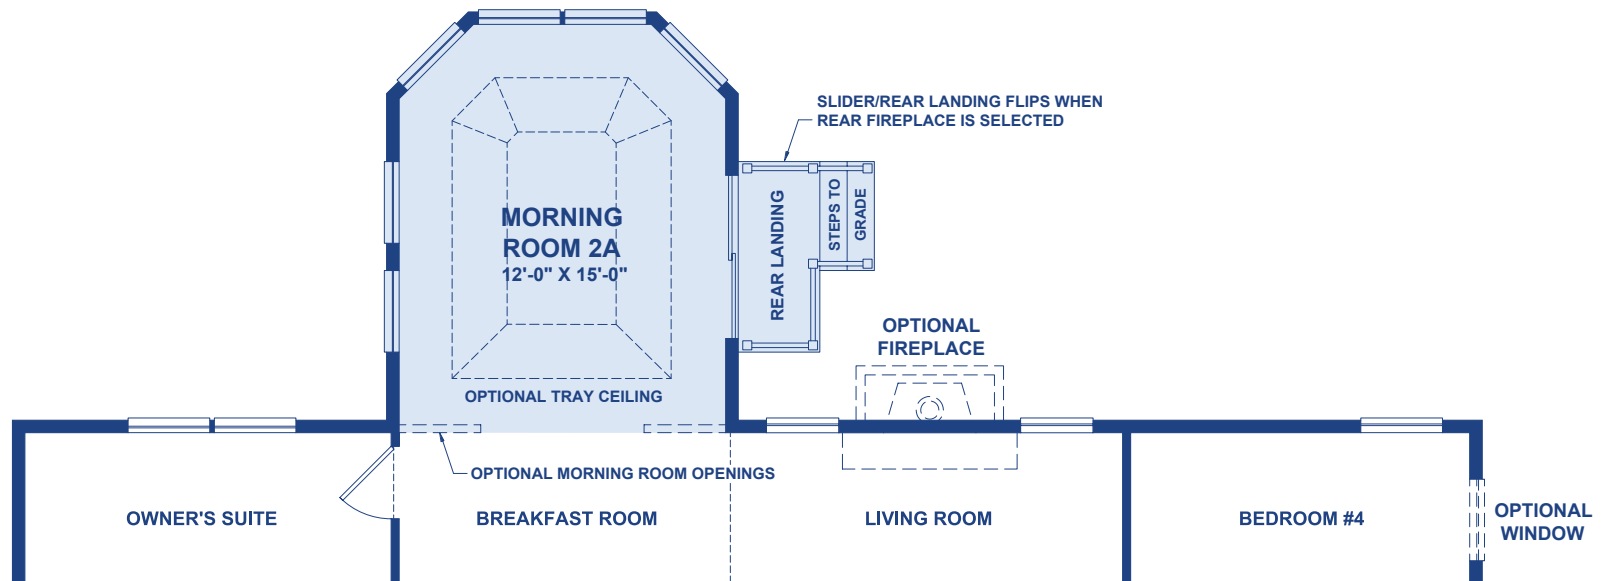 SLIDER/REAR LANDING FLIPS WHEN
REAR FIREPLACE IS SELECTED
MORNING
ROOM 2A
12'-0" X 15'-0"
REAR LANDING
STEPS TO
GRADE
OPTIONAL
FIREPLACE
OPTIONAL TRAY CEILING
OPTIONAL MORNING ROOM OPENINGS
OWNER'S SUITE
BREAKFAST ROOM
LIVING ROOM
BEDROOM #4
OPTIONAL
WINDOW